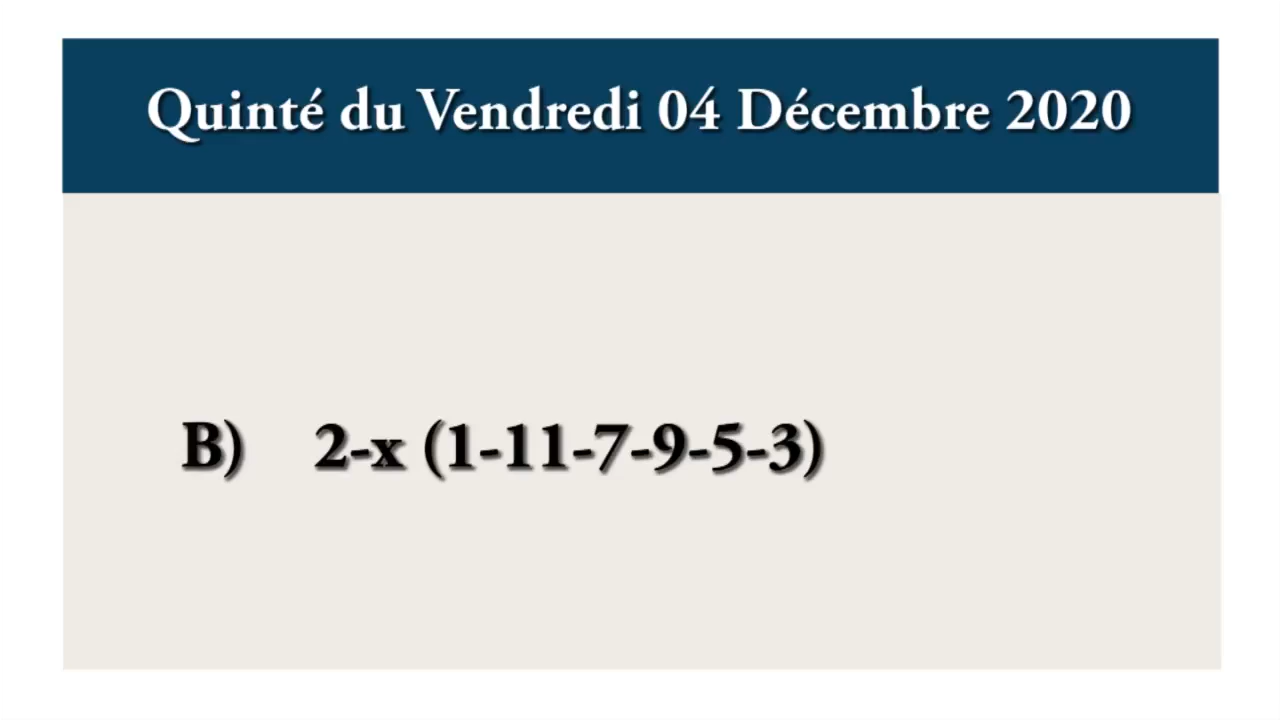 Quinté du Vendredi 04 Décembre 2020
B) 2-x (1-11-7-9-5-3)